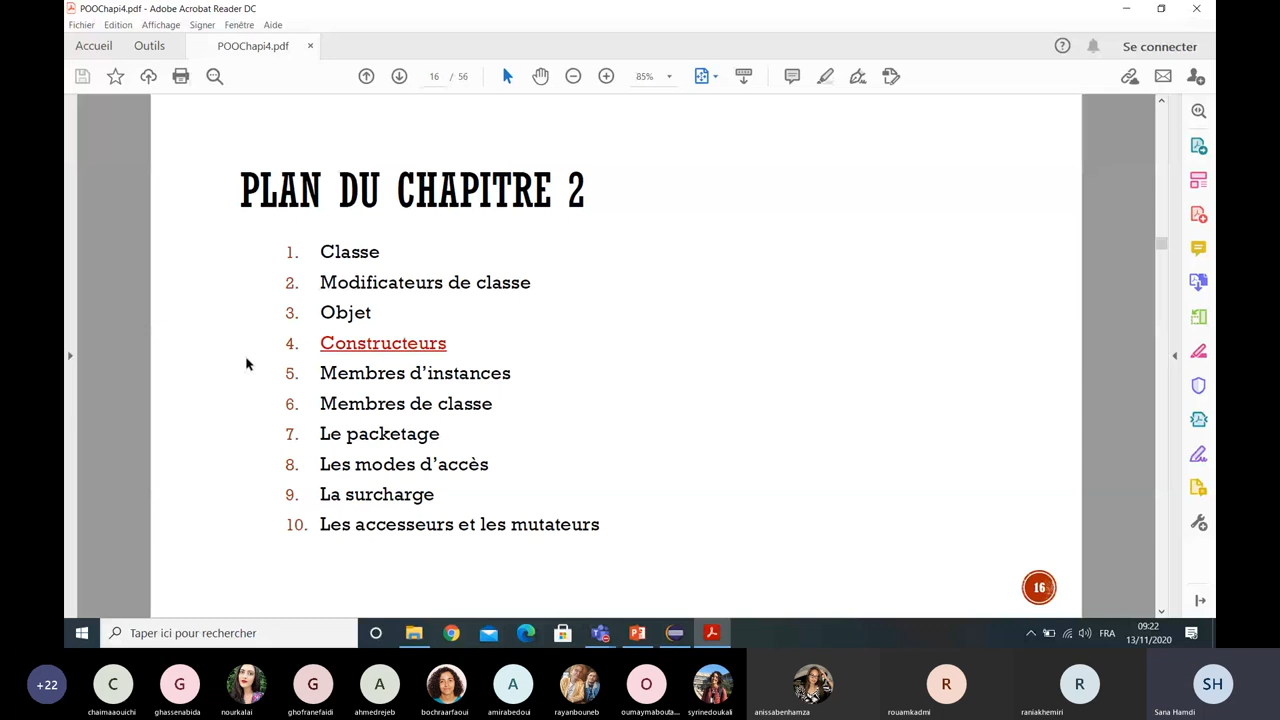 POOChapi4.pdf - Adobe Acrobat Reader DC
Fichier Edition Affichage Signer Fenêtre Aide
Accueil Outils POOChapi4.pdf × Se connecter
16 / 56 85%
PLAN DU CHAPITRE 2
1. Classe
2. Modificateurs de classe
3. Objet
4. Constructeurs
5. Membres d'instances
6. Membres de classe
7. Le packetage
8. Les modes d'accès
9. La surcharge
10. Les accesseurs et les mutateurs
16
Taper ici pour rechercher FRA 09:22
13/11/2020
+22 C G G A A O R R SH
chaimaaouichi ghassenabida nourkalai ghofranefaidi ahmedrejeb bochraarfaoui amirabedoui rayanbouneb oumaymabouta... syrinedoukali anissabenhamza rouamkadmi raniakhemiri Sana Hamdi